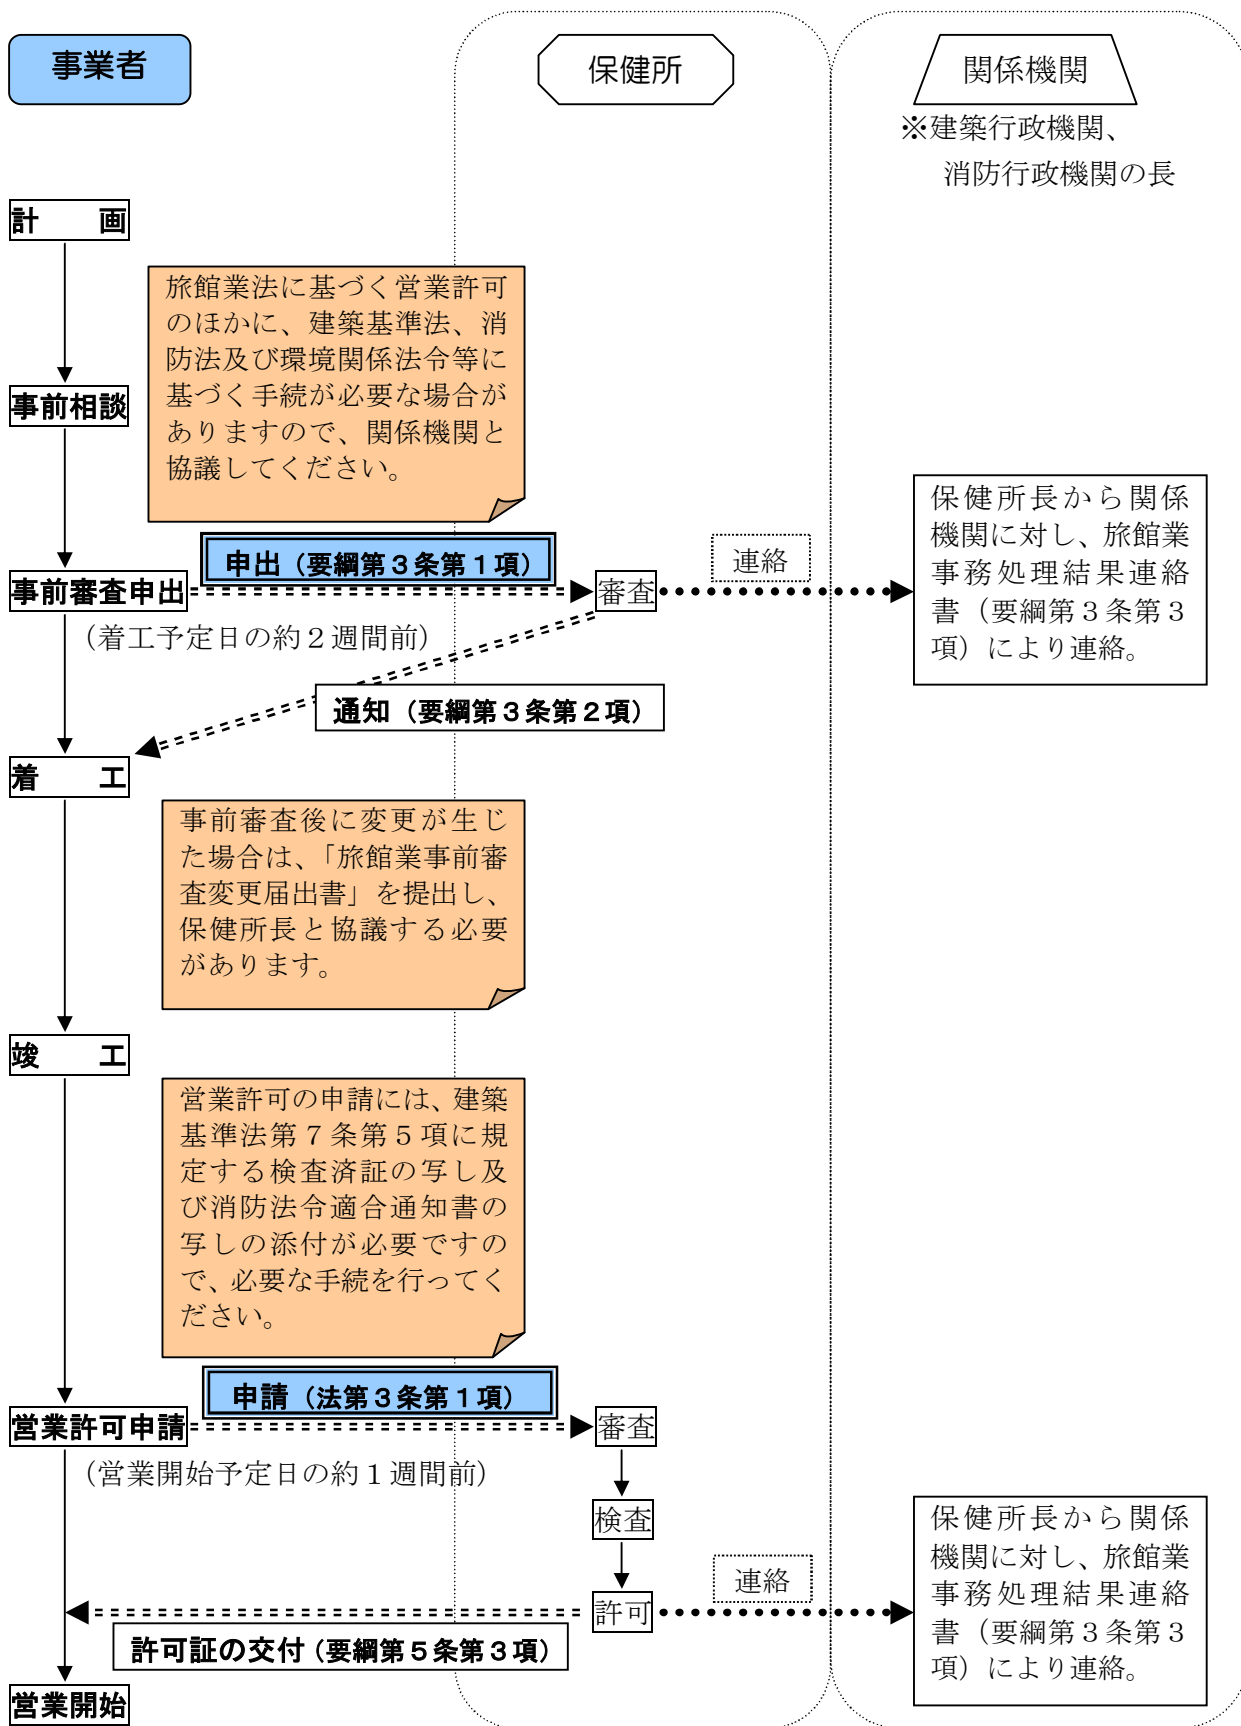 事業者
保健所
関係機関
※建築行政機関、
消防行政機関の長
計　画
旅館業法に基づく営業許可
のほかに、建築基準法、消
防法及び環境関係法令等に
基づく手続が必要な場合が
ありますので、関係機関と
協議してください。
事前相談
申出（要綱第３条第１項）
連絡
保健所長から関係
機関に対し、旅館業
事務処理結果連絡
書（要綱第３条第３
項）により連絡。
事前審査申出
審査
（着工予定日の約２週間前）
通知（要綱第３条第２項）
着　工
事前審査後に変更が生じ
た場合は、「旅館業事前審
査変更届出書」を提出し、
保健所長と協議する必要
があります。
竣　工
営業許可の申請には、建築
基準法第７条第５項に規
定する検査済証の写し及
び消防法令適合通知書の
写しの添付が必要ですの
で、必要な手続を行ってく
ださい。
申請（法第３条第１項）
営業許可申請
審査
（営業開始予定日の約１週間前）
検査
連絡
保健所長から関係
機関に対し、旅館業
事務処理結果連絡
書（要綱第３条第３
項）により連絡。
許可
許可証の交付（要綱第５条第３項）
営業開始